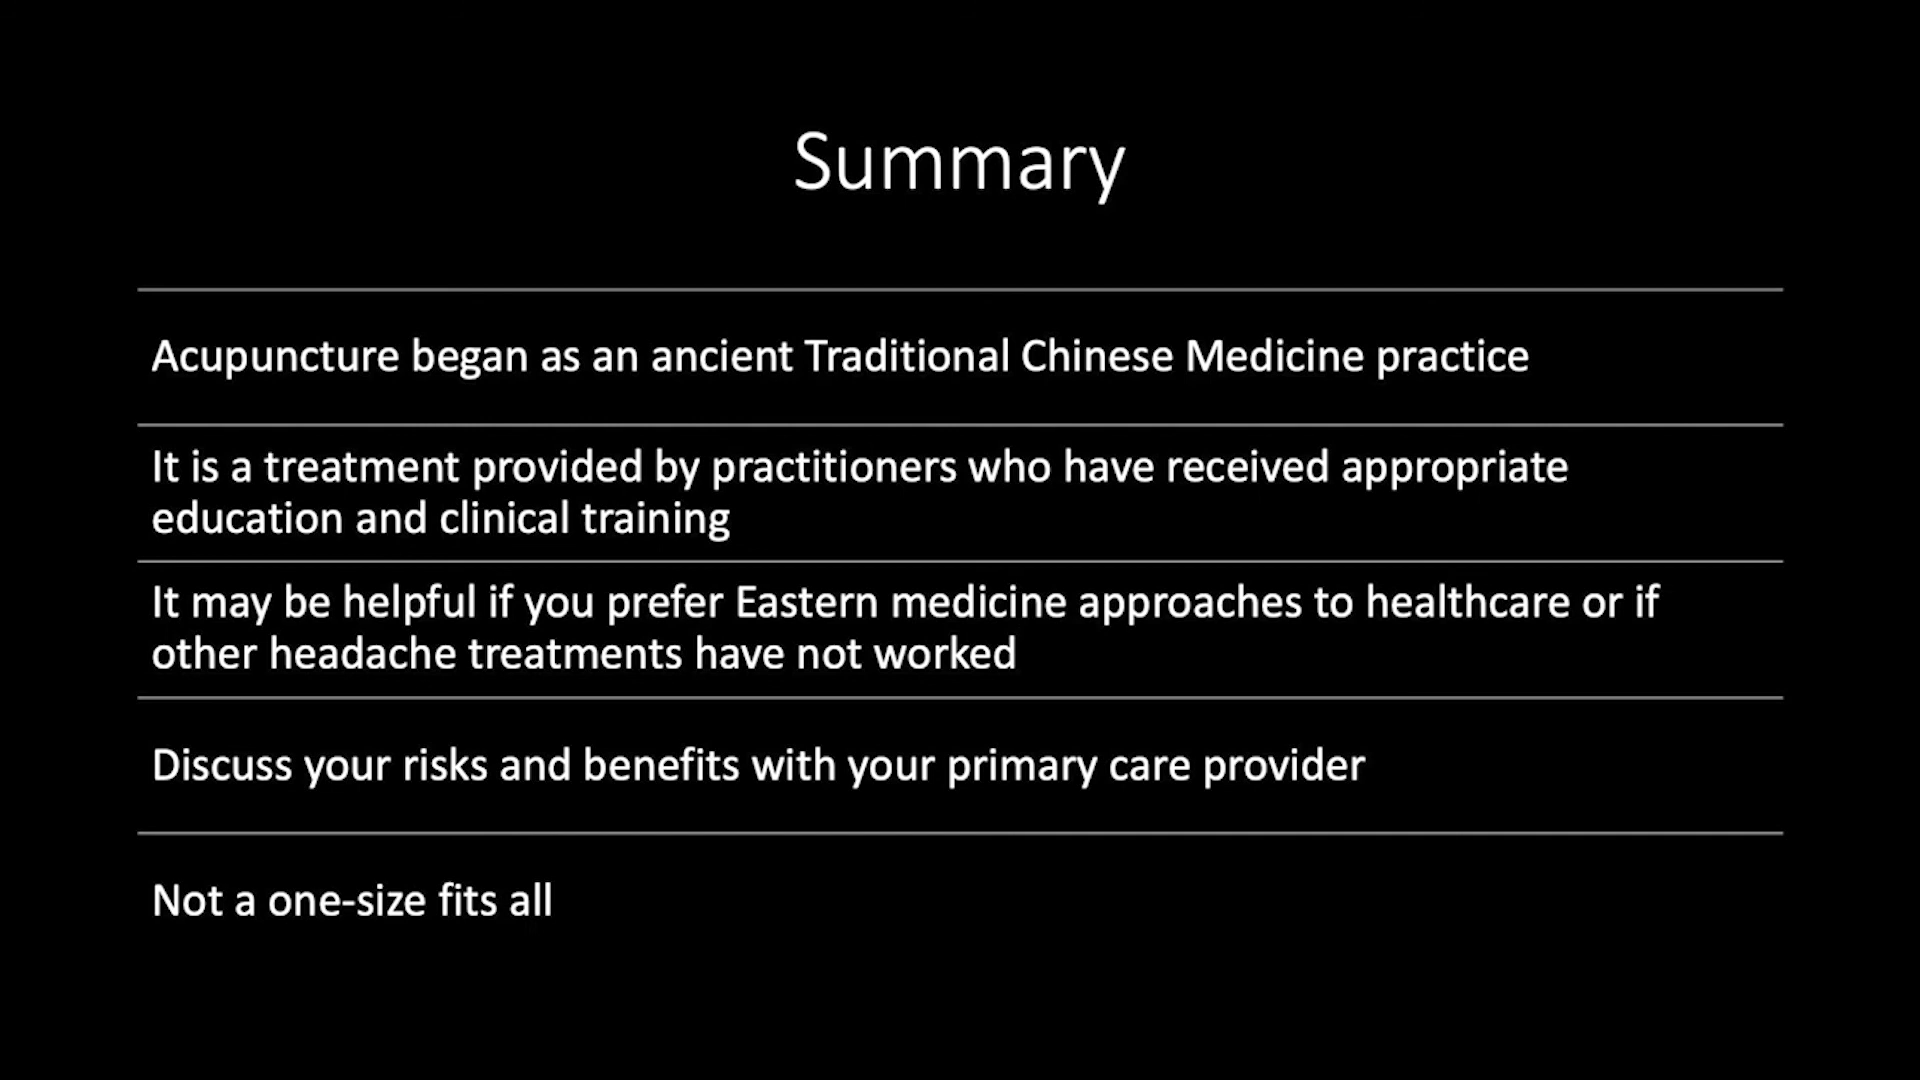 Summary
Acupuncture began as an ancient Traditional Chinese Medicine practice
It is a treatment provided by practitioners who have received appropriate
education and clinical training
It may be helpful if you prefer Eastern medicine approaches to healthcare or if
other headache treatments have not worked
Discuss your risks and benefits with your primary care provider
Not a one-size fits all